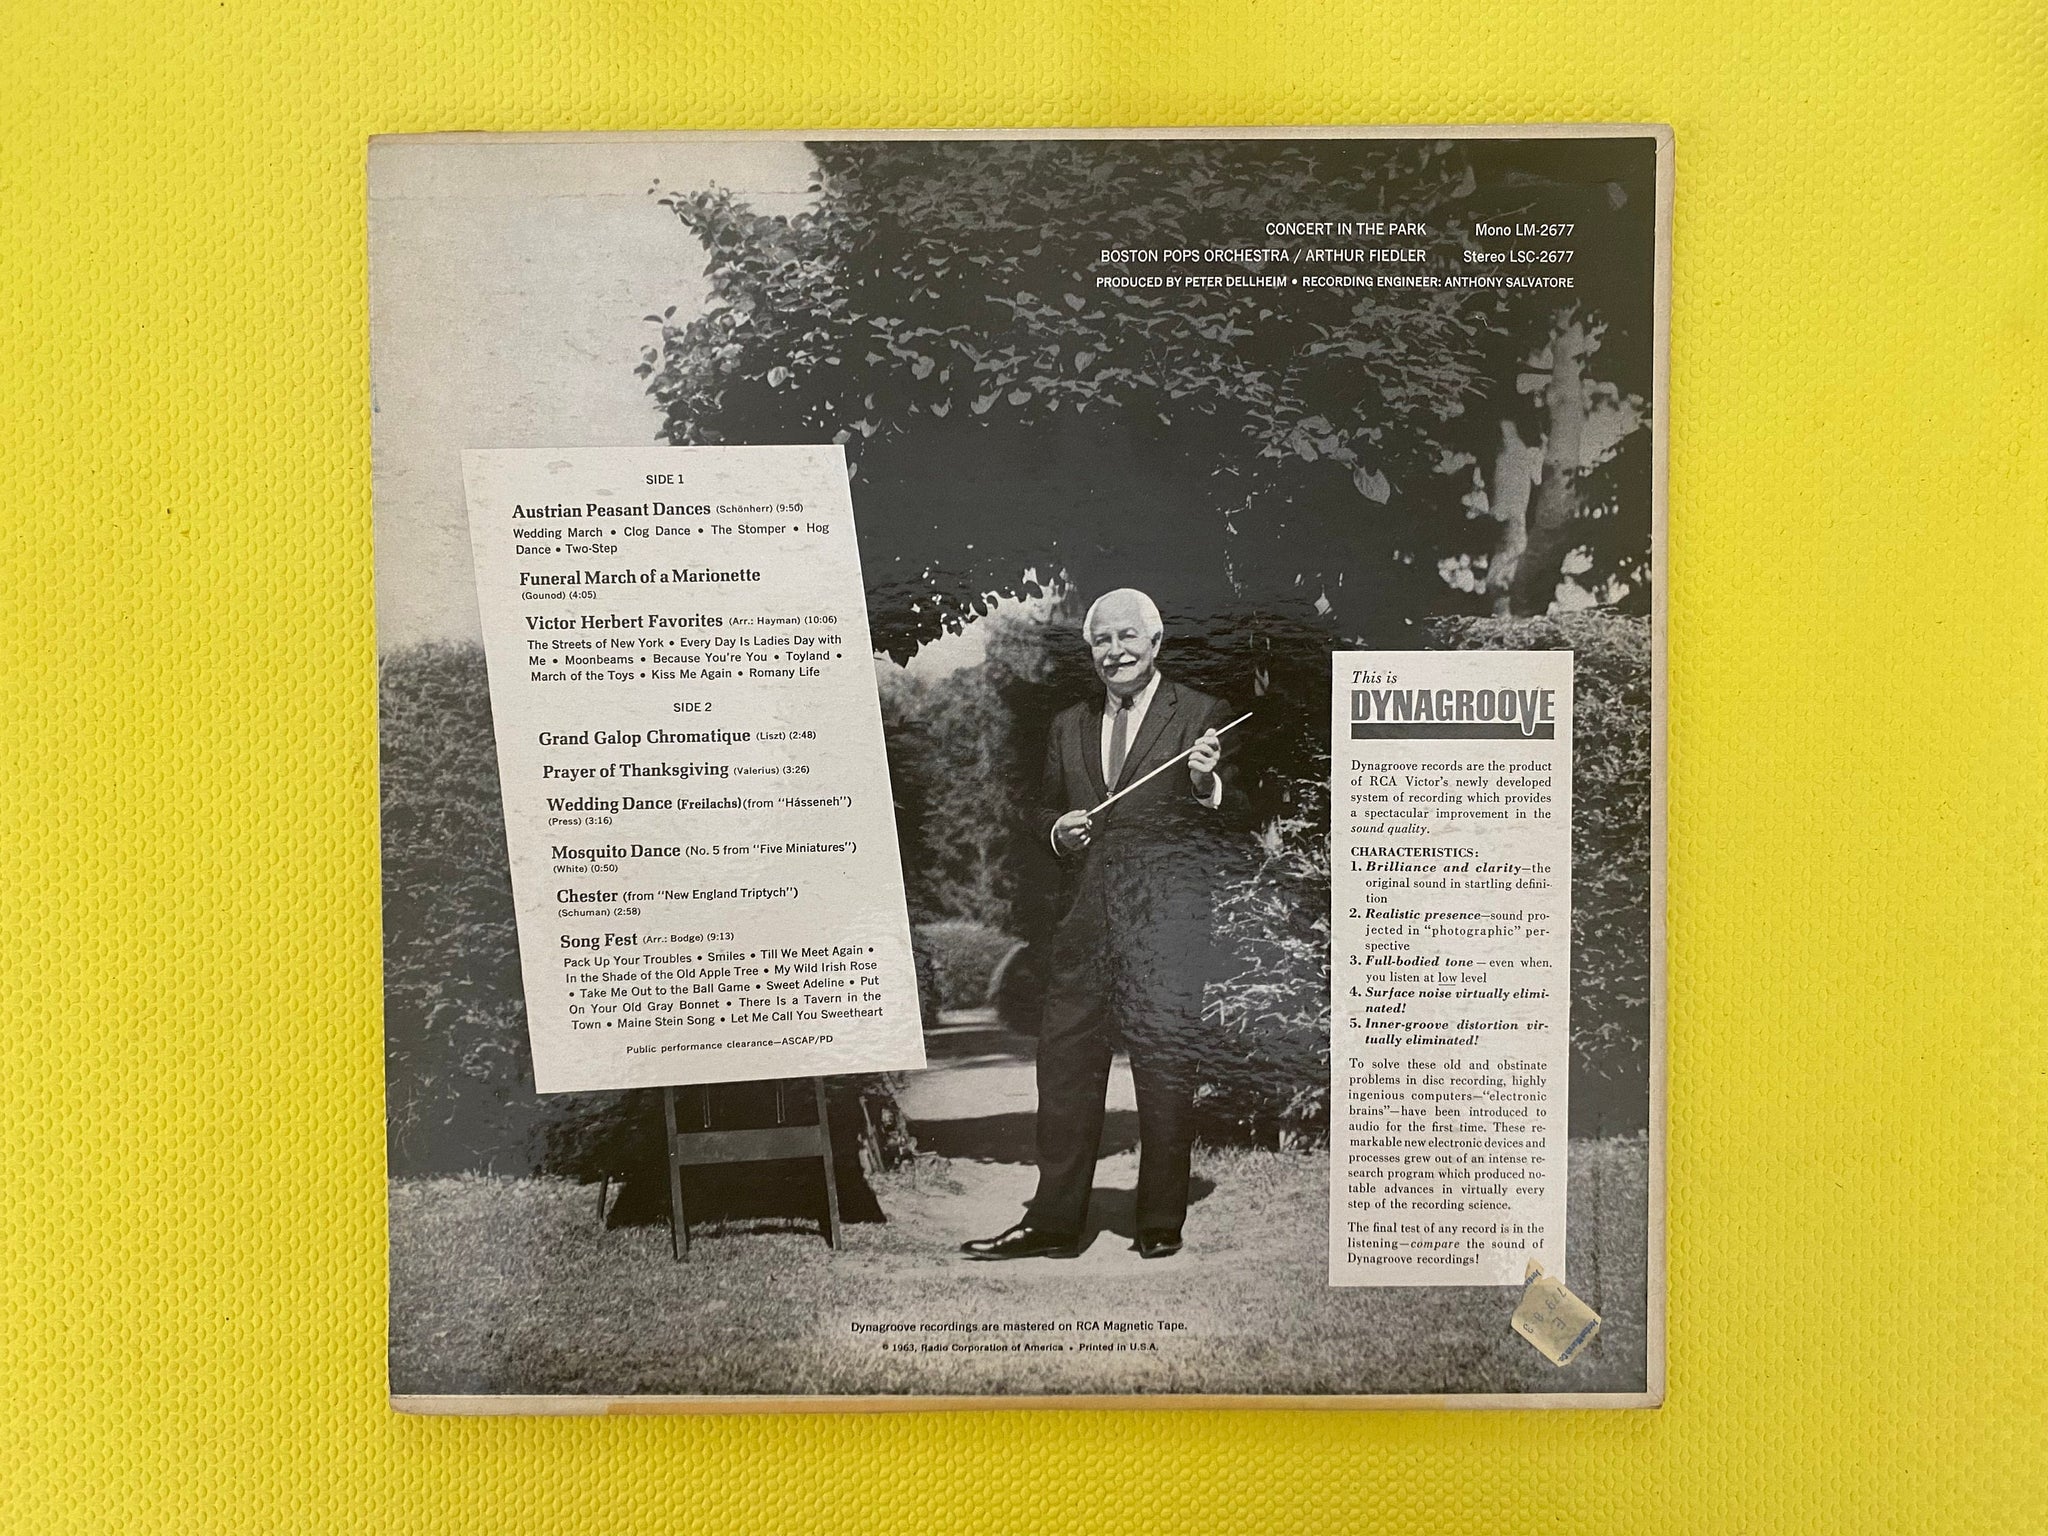 CONCERT IN THE PARK Mono LM-2677
BOSTON POPS ORCHESTRA / ARTHUR FIEDLER Stereo LSC-2677
PRODUCED BY PETER DELLHEIM • RECORDING ENGINEER: ANTHONY SALVATORE
SIDE 1
Austrian Peasant Dances (Schönherr) (9:50)
Wedding March • Clog Dance • The Stomper • Hog
Dance • Two-Step
Funeral March of a Marionette
(Gounod) (4:05)
Victor Herbert Favorites (Arr.: Hayman) (10:06)
The Streets of New York • Every Day Is Ladies Day with
Me • Moonbeams • Because You're You • Toyland •
March of the Toys • Kiss Me Again • Romany Life
SIDE 2
Grand Galop Chromatique (Liszt) (2:48)
Prayer of Thanksgiving (Valerius) (3:26)
Wedding Dance (Freilachs) (from "Hásseneh")
(Press) (3:16)
Mosquito Dance (No. 5 from "Five Miniatures")
(White) (0:50)
Chester (from "New England Triptych")
(Schuman) (2:58)
Song Fest (Arr.: Bodge) (9:13)
Pack Up Your Troubles • Smiles • Till We Meet Again •
In the Shade of the Old Apple Tree • My Wild Irish Rose
• Take Me Out to the Ball Game • Sweet Adeline • Put
On Your Old Gray Bonnet • There Is a Tavern in the
Town • Maine Stein Song • Let Me Call You Sweetheart
Public performance clearance—ASCAP/PD
This is
DYNAGROOVE
Dynagroove records are the product
of RCA Victor's newly developed
system of recording which provides
a spectacular improvement in the
sound quality.
CHARACTERISTICS:
1. Brilliance and clarity—the
original sound in startling defini-
tion
2. Realistic presence—sound pro-
jected in "photographic" per-
spective
3. Full-bodied tone — even when
you listen at low level
4. Surface noise virtually elimi-
nated!
5. Inner-groove distortion vir-
tually eliminated!
To solve these old and obstinate
problems in disc recording, highly
ingenious computers—"electronic
brains"—have been introduced to
audio for the first time. These re-
markable new electronic devices and
processes grew out of an intense re-
search program which produced no-
table advances in virtually every
step of the recording science.
The final test of any record is in the
listening—compare the sound of
Dynagroove recordings!
Dynagroove recordings are mastered on RCA Magnetic Tape.
© 1963, Radio Corporation of America • Printed in U.S.A.